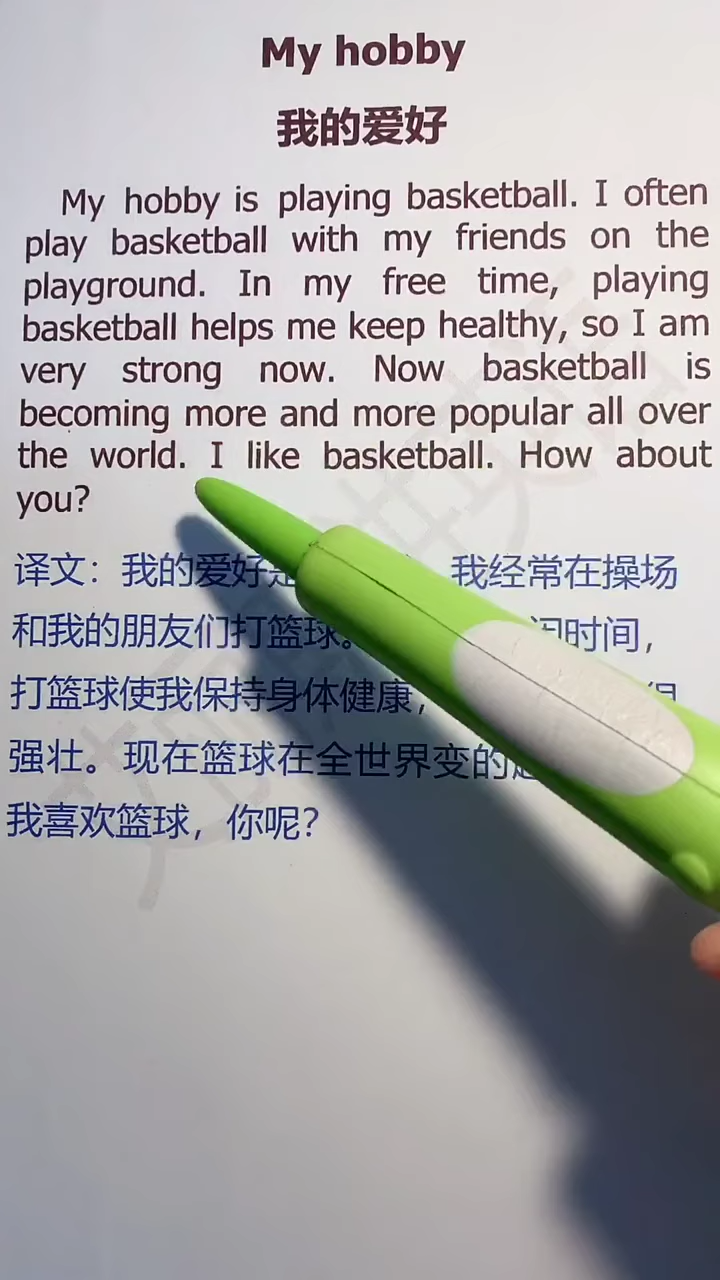 My hobby
我的爱好
My hobby is playing basketball. I often
play basketball with my friends on the
playground. In my free time, playing
basketball helps me keep healthy, so I am
very strong now. Now basketball is
becoming more and more popular all over
the world. I like basketball. How about
you?
译文：我的爱好是 我经常在操场
和我的朋友们打篮球。 闲时间，
打篮球使我保持身体健康，
强壮。现在篮球在全世界变的越
我喜欢篮球，你呢？